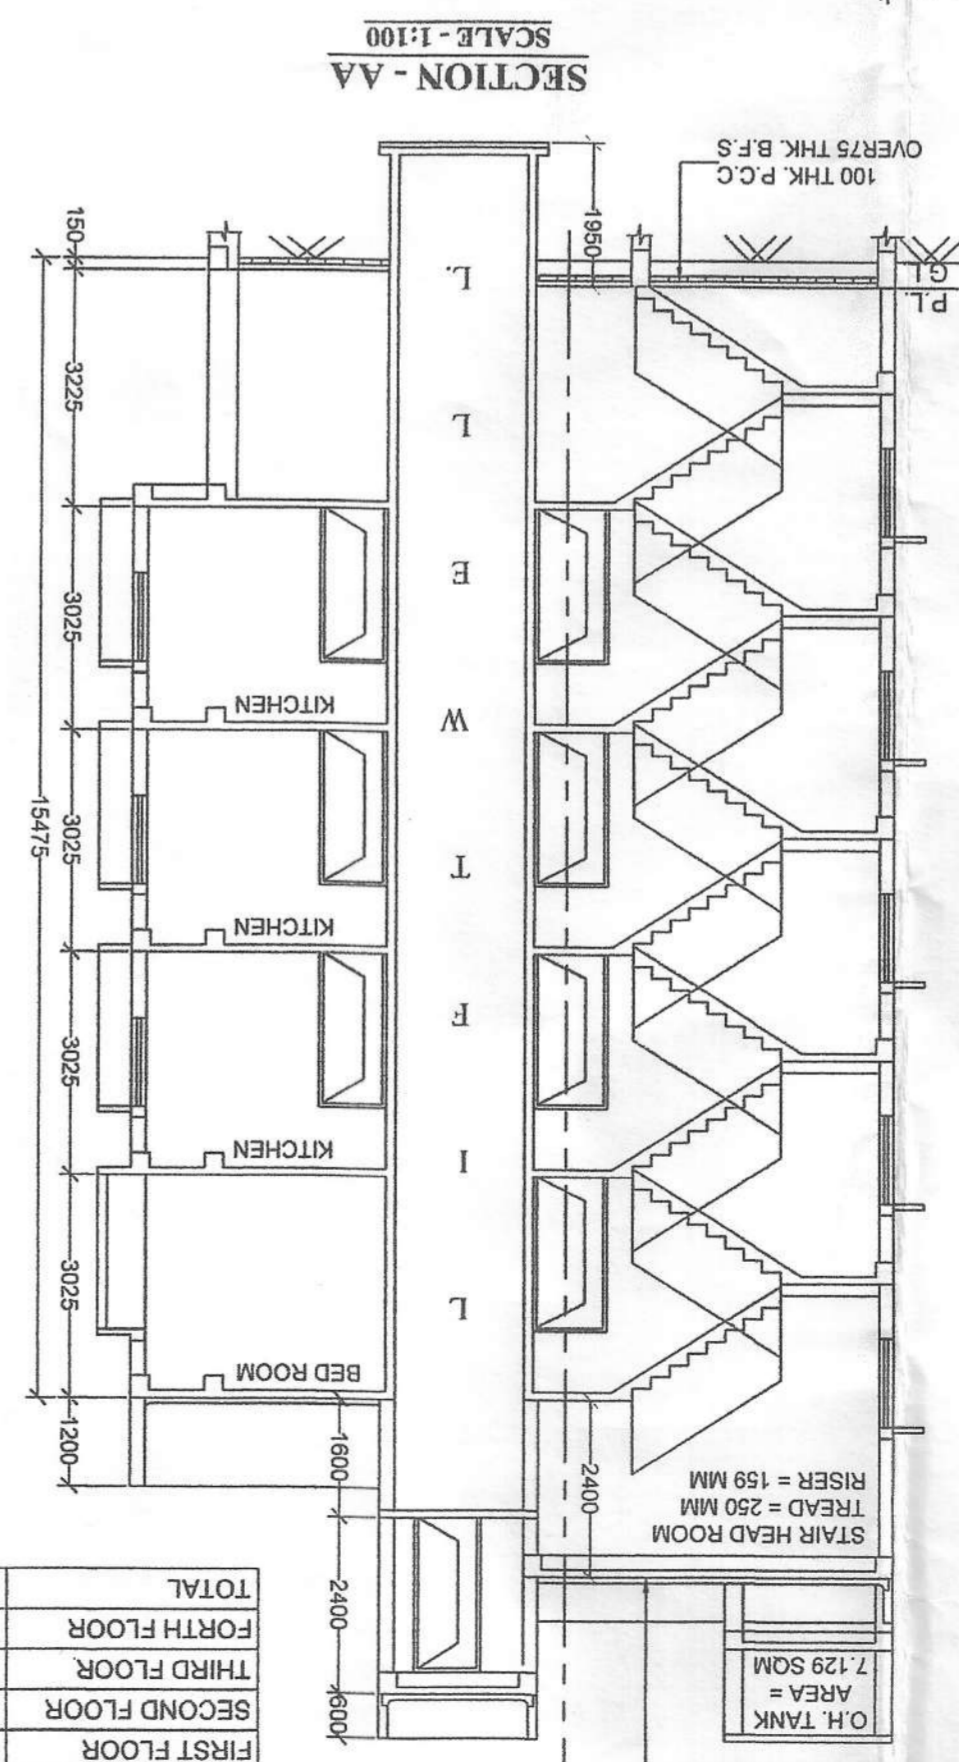 O.H. TANK
AREA =
7.129 SQM
FIRST FLOOR
SECOND FLOOR
THIRD FLOOR
FORTH FLOOR
TOTAL
600
2400
STAIR HEAD ROOM
TREAD = 250 MM
RISER = 159 MM
2400
1600
1200
BED ROOM
3025
KITCHEN
3025
KITCHEN
3025
KITCHEN
3025
15475
L
I
F
T
W
E
L
L.
3225
150
P.L.
G.L
1950
100 THK. P.C.C
OVER75 THK. B.F.S
SECTION - AA
SCALE - 1:100